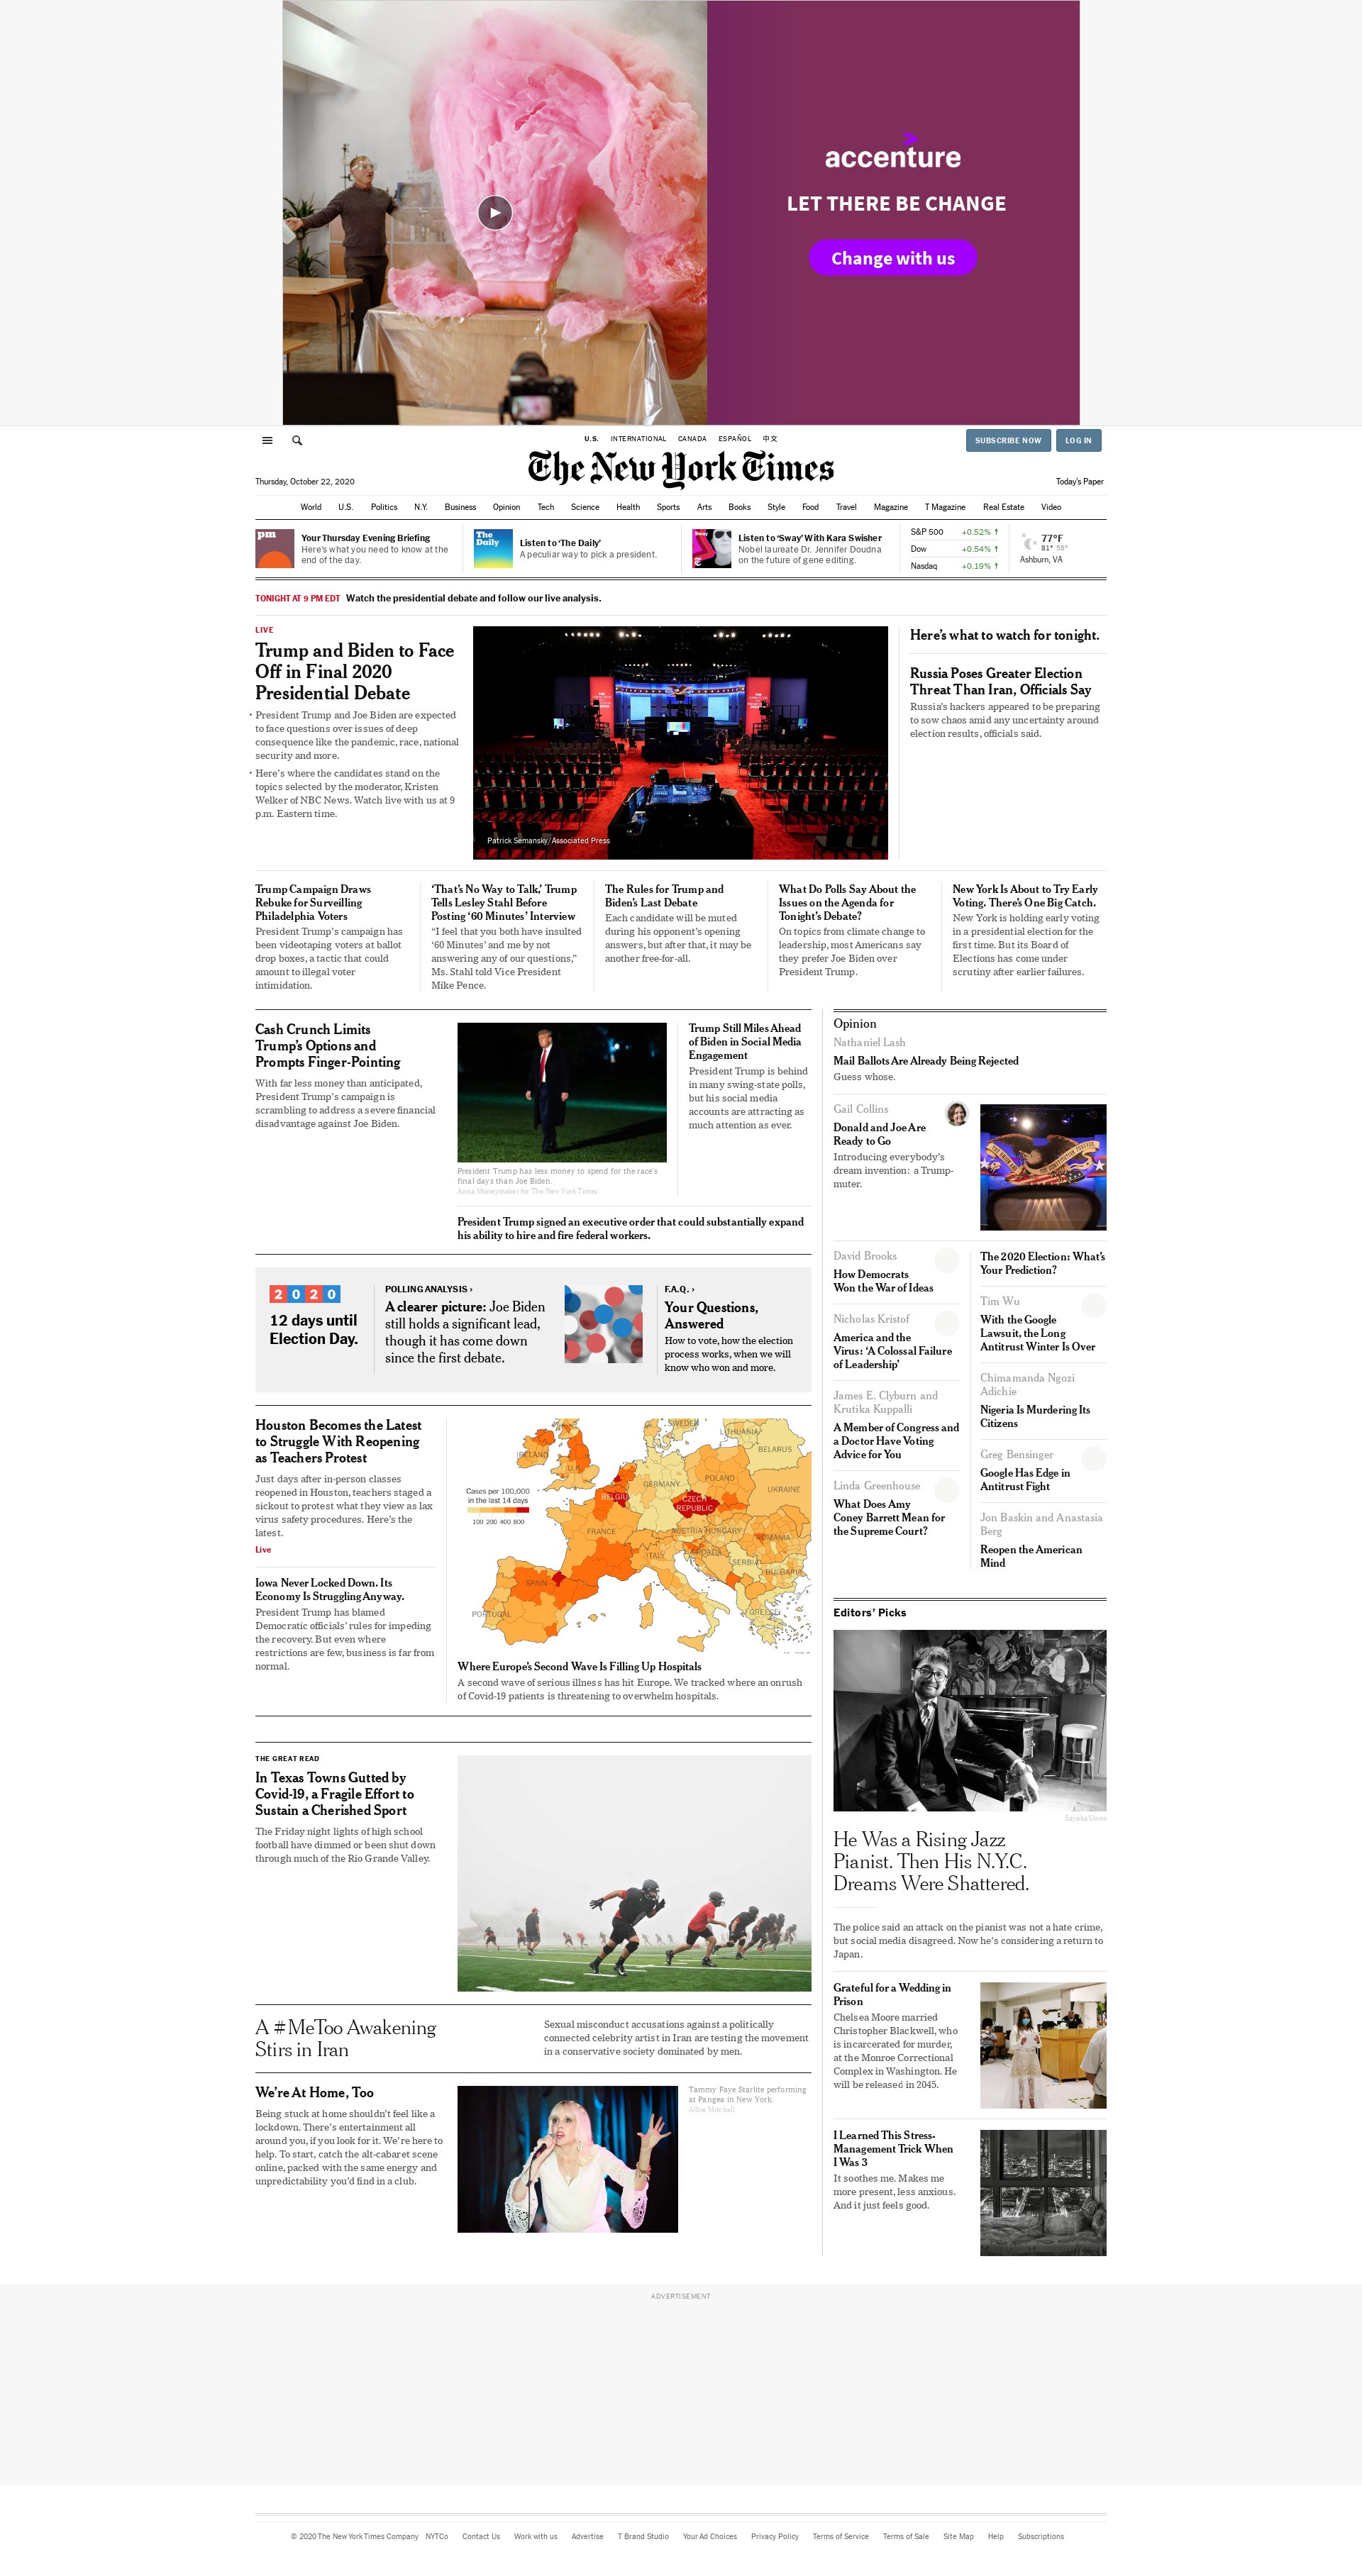 accenture
LET THERE BE CHANGE
Change with us
U.S. INTERNATIONAL CANADA ESPAÑOL 中文
SUBSCRIBE NOW LOG IN
Thursday, October 22, 2020
The New York Times
Today's Paper
World U.S. Politics N.Y. Business Opinion Tech Science Health Sports Arts Books Style Food Travel Magazine T Magazine Real Estate Video
pm
Your Thursday Evening Briefing
Here's what you need to know at the
end of the day.
The
Daily
Listen to 'The Daily'
A peculiar way to pick a president.
Listen to 'Sway' With Kara Swisher
Nobel laureate Dr. Jennifer Doudna
on the future of gene editing.
S&P 500 +0.52% ↑
Dow +0.54% ↑
Nasdaq +0.19% ↑
77°F
81° 58°
Ashburn, VA
TONIGHT AT 9 PM EDT Watch the presidential debate and follow our live analysis.
LIVE
Trump and Biden to Face
Off in Final 2020
Presidential Debate
• President Trump and Joe Biden are expected
to face questions over issues of deep
consequence like the pandemic, race, national
security and more.
• Here's where the candidates stand on the
topics selected by the moderator, Kristen
Welker of NBC News. Watch live with us at 9
p.m. Eastern time.
Patrick Semansky/Associated Press
Here's what to watch for tonight.
Russia Poses Greater Election
Threat Than Iran, Officials Say
Russia's hackers appeared to be preparing
to sow chaos amid any uncertainty around
election results, officials said.
Trump Campaign Draws
Rebuke for Surveilling
Philadelphia Voters
President Trump's campaign has
been videotaping voters at ballot
drop boxes, a tactic that could
amount to illegal voter
intimidation.
'That's No Way to Talk,' Trump
Tells Lesley Stahl Before
Posting '60 Minutes' Interview
"I feel that you both have insulted
'60 Minutes' and me by not
answering any of our questions,"
Ms. Stahl told Vice President
Mike Pence.
The Rules for Trump and
Biden's Last Debate
Each candidate will be muted
during his opponent's opening
answers, but after that, it may be
another free-for-all.
What Do Polls Say About the
Issues on the Agenda for
Tonight's Debate?
On topics from climate change to
leadership, most Americans say
they prefer Joe Biden over
President Trump.
New York Is About to Try Early
Voting. There's One Big Catch.
New York is holding early voting
in a presidential election for the
first time. But its Board of
Elections has come under
scrutiny after earlier failures.
Cash Crunch Limits
Trump's Options and
Prompts Finger-Pointing
With far less money than anticipated,
President Trump's campaign is
scrambling to address a severe financial
disadvantage against Joe Biden.
President Trump has less money to spend for the race's
final days than Joe Biden.
Anna Moneymaker for The New York Times
Trump Still Miles Ahead
of Biden in Social Media
Engagement
President Trump is behind
in many swing-state polls,
but his social media
accounts are attracting as
much attention as ever.
President Trump signed an executive order that could substantially expand
his ability to hire and fire federal workers.
2020
12 days until
Election Day.
POLLING ANALYSIS ›
A clearer picture: Joe Biden
still holds a significant lead,
though it has come down
since the first debate.
F.A.Q. ›
Your Questions,
Answered
How to vote, how the election
process works, when we will
know who won and more.
Houston Becomes the Latest
to Struggle With Reopening
as Teachers Protest
Just days after in-person classes
reopened in Houston, teachers staged a
sickout to protest what they view as lax
virus safety procedures. Here's the
latest.
Live
Iowa Never Locked Down. Its
Economy Is Struggling Anyway.
President Trump has blamed
Democratic officials' rules for impeding
the recovery. But even where
restrictions are few, business is far from
normal.
Cases per 100,000
in the last 14 days
100 200 400 800
SWEDEN
LITHUANIA
BELARUS
IRELAND
U.K.
POLAND
GERMANY
BELGIUM
UKRAINE
CZECH
REPUBLIC
FRANCE
AUSTRIA HUNGARY
ROMANIA
CROATIA
ITALY
SERBIA
BULGARIA
SPAIN
PORTUGAL
GREECE
Where Europe's Second Wave Is Filling Up Hospitals
A second wave of serious illness has hit Europe. We tracked where an onrush
of Covid-19 patients is threatening to overwhelm hospitals.
THE GREAT READ
In Texas Towns Gutted by
Covid-19, a Fragile Effort to
Sustain a Cherished Sport
The Friday night lights of high school
football have dimmed or been shut down
through much of the Rio Grande Valley.
A #MeToo Awakening
Stirs in Iran
Sexual misconduct accusations against a politically
connected celebrity artist in Iran are testing the movement
in a conservative society dominated by men.
We're At Home, Too
Being stuck at home shouldn't feel like a
lockdown. There's entertainment all
around you, if you look for it. We're here to
help. To start, catch the alt-cabaret scene
online, packed with the same energy and
unpredictability you'd find in a club.
Tammy Faye Starlite performing
at Pangea in New York.
Albie Mitchell
Opinion
Nathaniel Lash
Mail Ballots Are Already Being Rejected
Guess whose.
Gail Collins
Donald and Joe Are
Ready to Go
Introducing everybody's
dream invention: a Trump-
muter.
David Brooks
How Democrats
Won the War of Ideas
Nicholas Kristof
America and the
Virus: 'A Colossal Failure
of Leadership'
James E. Clyburn and
Krutika Kuppalli
A Member of Congress and
a Doctor Have Voting
Advice for You
Linda Greenhouse
What Does Amy
Coney Barrett Mean for
the Supreme Court?
The 2020 Election: What's
Your Prediction?
Tim Wu
With the Google
Lawsuit, the Long
Antitrust Winter Is Over
Chimamanda Ngozi
Adichie
Nigeria Is Murdering Its
Citizens
Greg Bensinger
Google Has Edge in
Antitrust Fight
Jon Baskin and Anastasia
Berg
Reopen the American
Mind
Editors' Picks
Sayaka Ueno
He Was a Rising Jazz
Pianist. Then His N.Y.C.
Dreams Were Shattered.
The police said an attack on the pianist was not a hate crime,
but social media disagreed. Now he's considering a return to
Japan.
Grateful for a Wedding in
Prison
Chelsea Moore married
Christopher Blackwell, who
is incarcerated for murder,
at the Monroe Correctional
Complex in Washington. He
will be released in 2045.
I Learned This Stress-
Management Trick When
I Was 3
It soothes me. Makes me
more present, less anxious.
And it just feels good.
ADVERTISEMENT
© 2020 The New York Times Company NYTCo Contact Us Work with us Advertise T Brand Studio Your Ad Choices Privacy Policy Terms of Service Terms of Sale Site Map Help Subscriptions